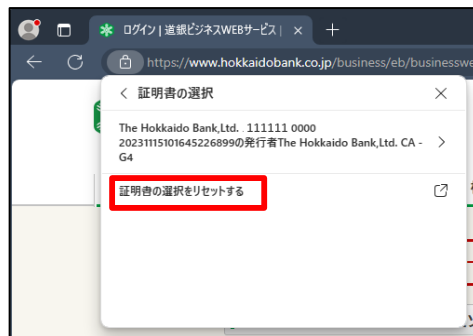 ログイン | 道銀ビジネスWEBサービス |
https://www.hokkaidobank.co.jp/business/eb/businesswe
証明書の選択
The Hokkaido Bank,Ltd. 111111 0000
20231115101645226899の発行者The Hokkaido Bank,Ltd. CA -
G4
証明書の選択をリセットする